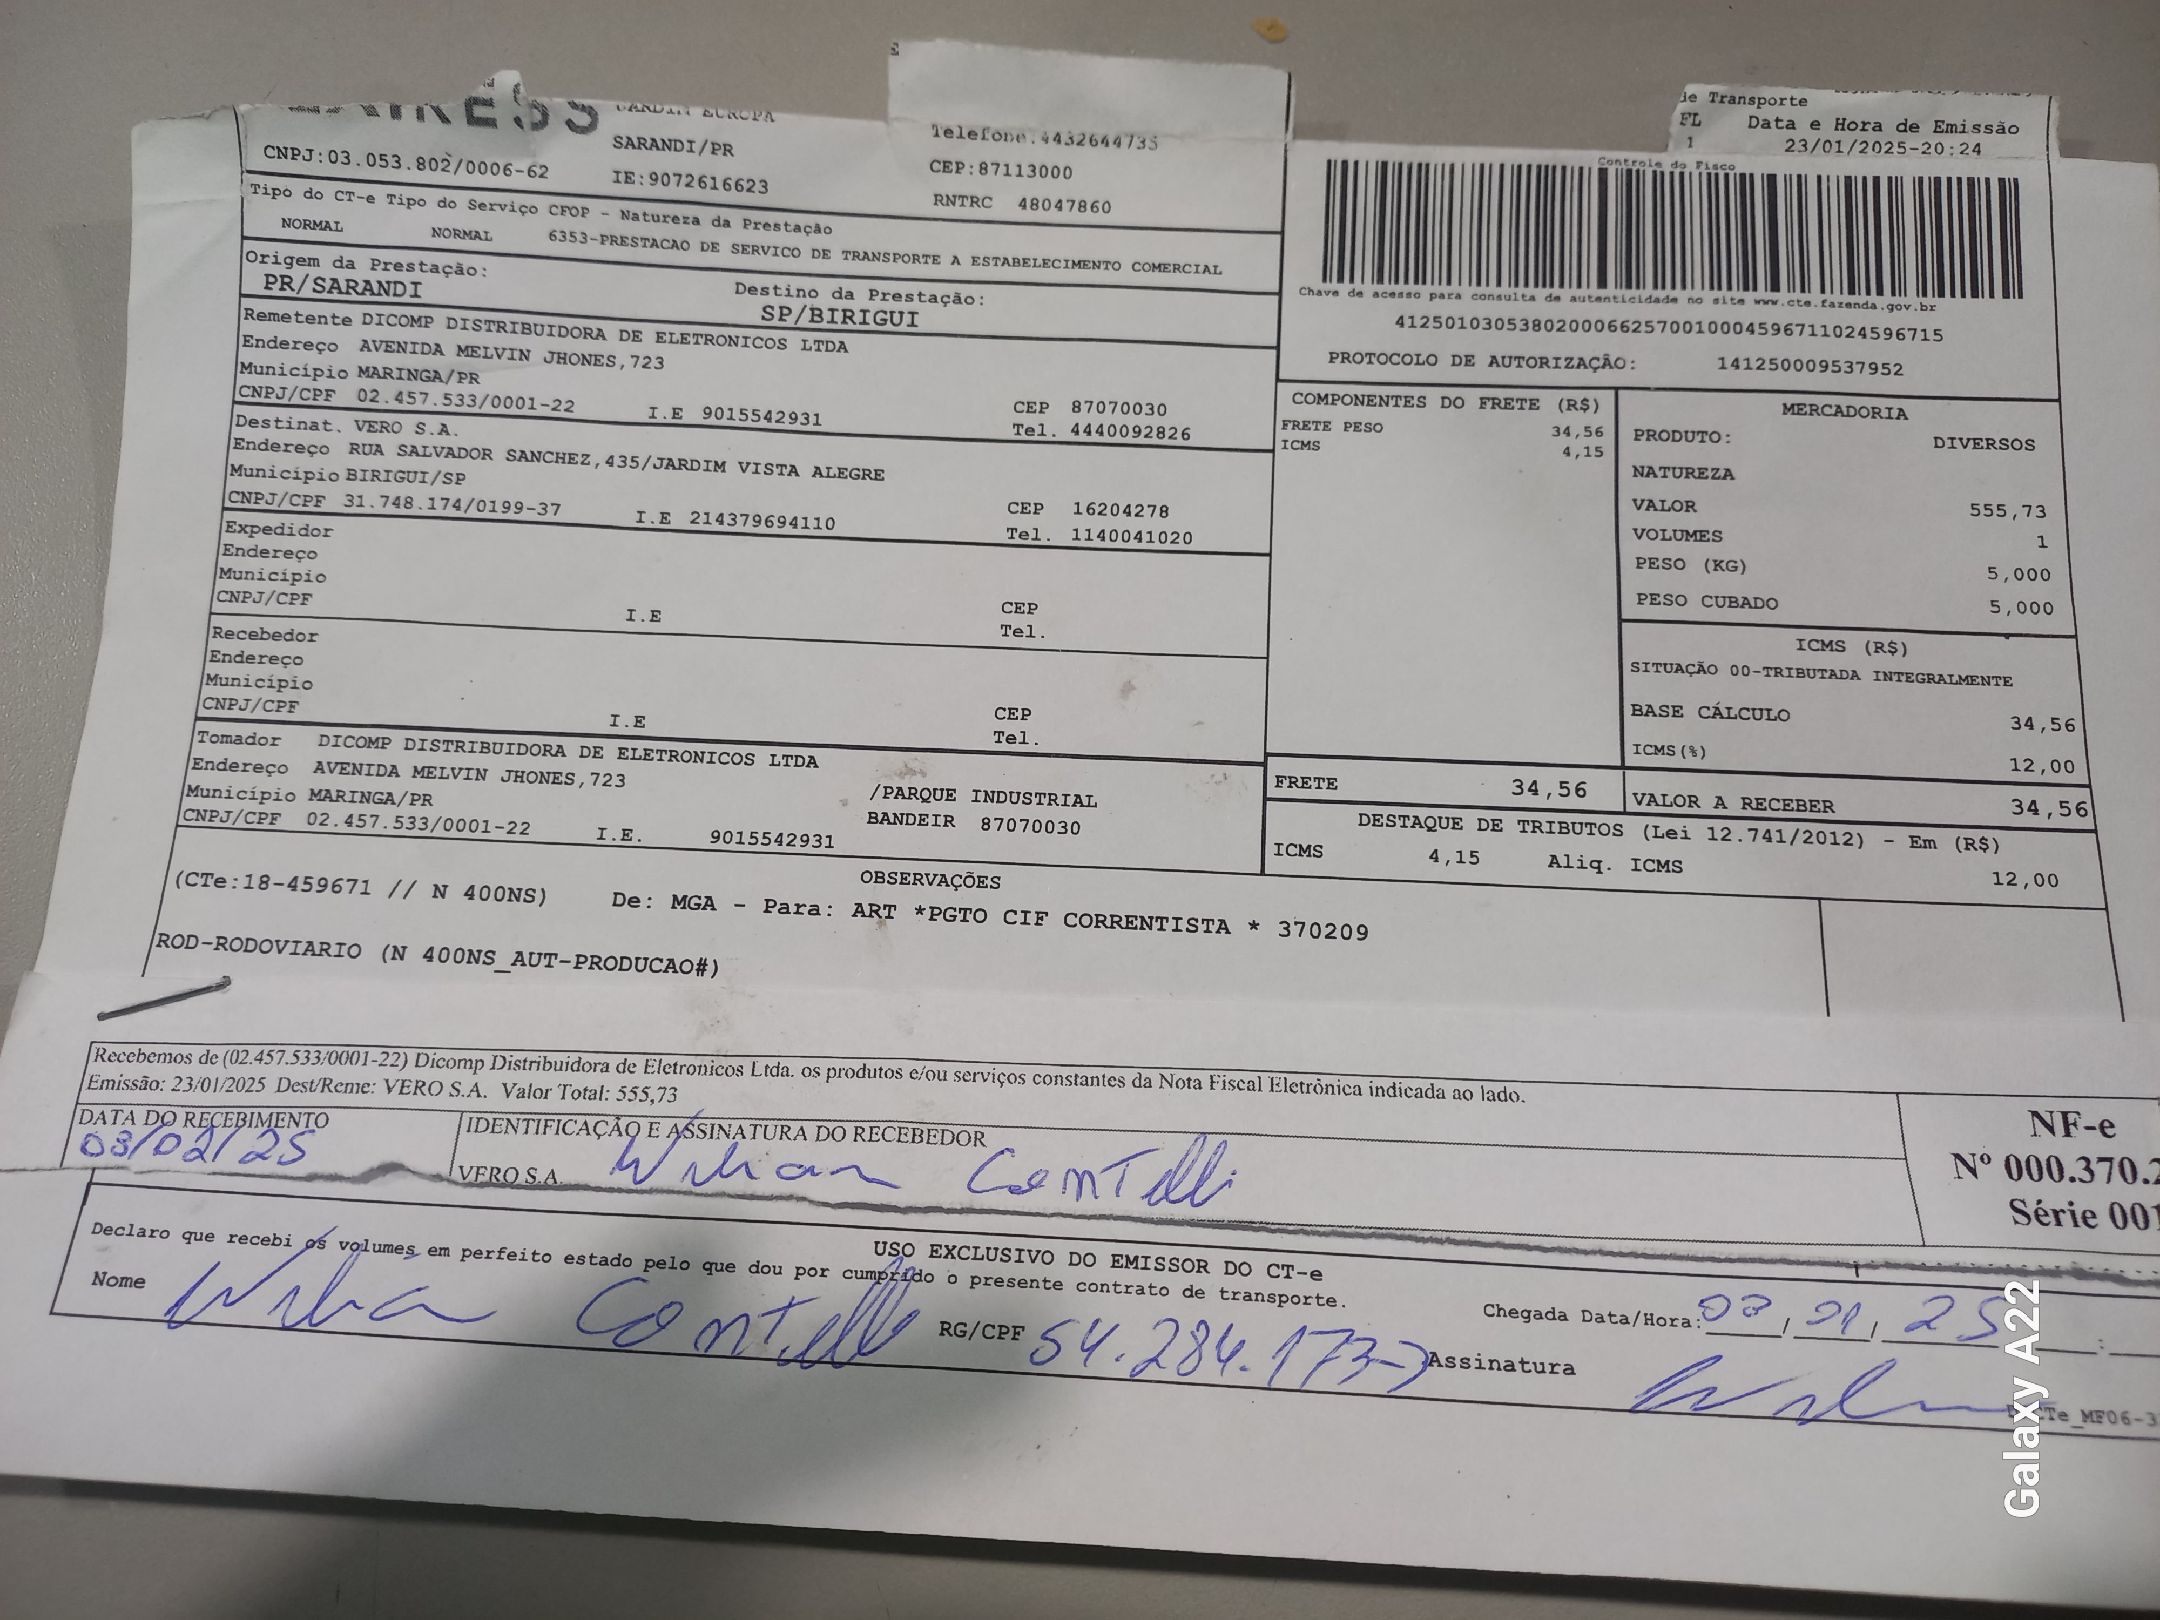 JARDIN EUROPA
SARANDI/PR
Telefone.4432644735
CNPJ:03.053.802/0006-62
IE:9072616623
CEP:87113000
RNTRC 48047860
de Transporte
FL Data e Hora de Emissão
1 23/01/2025-20:24
Controle do Fisco
Tipo do CT-e Tipo do Serviço CFOP - Natureza da Prestação
NORMAL NORMAL 6353-PRESTACAO DE SERVICO DE TRANSPORTE A ESTABELECIMENTO COMERCIAL
Origem da Prestação: Destino da Prestação:
PR/SARANDI SP/BIRIGUI
Chave de acesso para consulta de autenticidade no site www.cte.fazenda.gov.br
41250103053802000662570010004596711024596715
PROTOCOLO DE AUTORIZAÇÃO: 141250009537952
Remetente DICOMP DISTRIBUIDORA DE ELETRONICOS LTDA
Endereço AVENIDA MELVIN JHONES,723
Município MARINGA/PR CEP 87070030
CNPJ/CPF 02.457.533/0001-22 I.E 9015542931 Tel. 4440092826
Destinat. VERO S.A.
Endereço RUA SALVADOR SANCHEZ,435/JARDIM VISTA ALEGRE
Município BIRIGUI/SP CEP 16204278
CNPJ/CPF 31.748.174/0199-37 I.E 214379694110 Tel. 1140041020
Expedidor
Endereço
Município CEP
CNPJ/CPF I.E Tel.
Recebedor
Endereço
Município CEP
CNPJ/CPF I.E Tel.
Tomador DICOMP DISTRIBUIDORA DE ELETRONICOS LTDA
Endereço AVENIDA MELVIN JHONES,723 /PARQUE INDUSTRIAL
Município MARINGA/PR BANDEIR 87070030
CNPJ/CPF 02.457.533/0001-22 I.E. 9015542931
COMPONENTES DO FRETE (R$)
FRETE PESO 34,56
ICMS 4,15
MERCADORIA
PRODUTO: DIVERSOS
NATUREZA
VALOR 555,73
VOLUMES 1
PESO (KG) 5,000
PESO CUBADO 5,000
ICMS (R$)
SITUAÇÃO 00-TRIBUTADA INTEGRALMENTE
BASE CÁLCULO 34,56
ICMS(%) 12,00
FRETE 34,56 VALOR A RECEBER 34,56
DESTAQUE DE TRIBUTOS (Lei 12.741/2012) - Em (R$)
ICMS 4,15 Aliq. ICMS 12,00
OBSERVAÇÕES
(CTe:18-459671 // N 400NS) De: MGA - Para: ART *PGTO CIF CORRENTISTA * 370209
ROD-RODOVIARIO (N 400NS_AUT-PRODUCAO#)
Recebemos de (02.457.533/0001-22) Dicomp Distribuidora de Eletronicos Ltda. os produtos e/ou serviços constantes da Nota Fiscal Eletrônica indicada ao lado.
Emissão: 23/01/2025 Dest/Reme: VERO S.A. Valor Total: 555,73
DATA DO RECEBIMENTO IDENTIFICAÇÃO E ASSINATURA DO RECEBEDOR
03/02/25 VERO S.A.
NF-e
Nº 000.370.2
Série 001
USO EXCLUSIVO DO EMISSOR DO CT-e
Declaro que recebi os volumes em perfeito estado pelo que dou por cumprido o presente contrato de transporte.
Nome RG/CPF 54.284.173-7 Chegada Data/Hora: 03/01/25 :
Assinatura
CTe_MF06-3
Galaxy A22